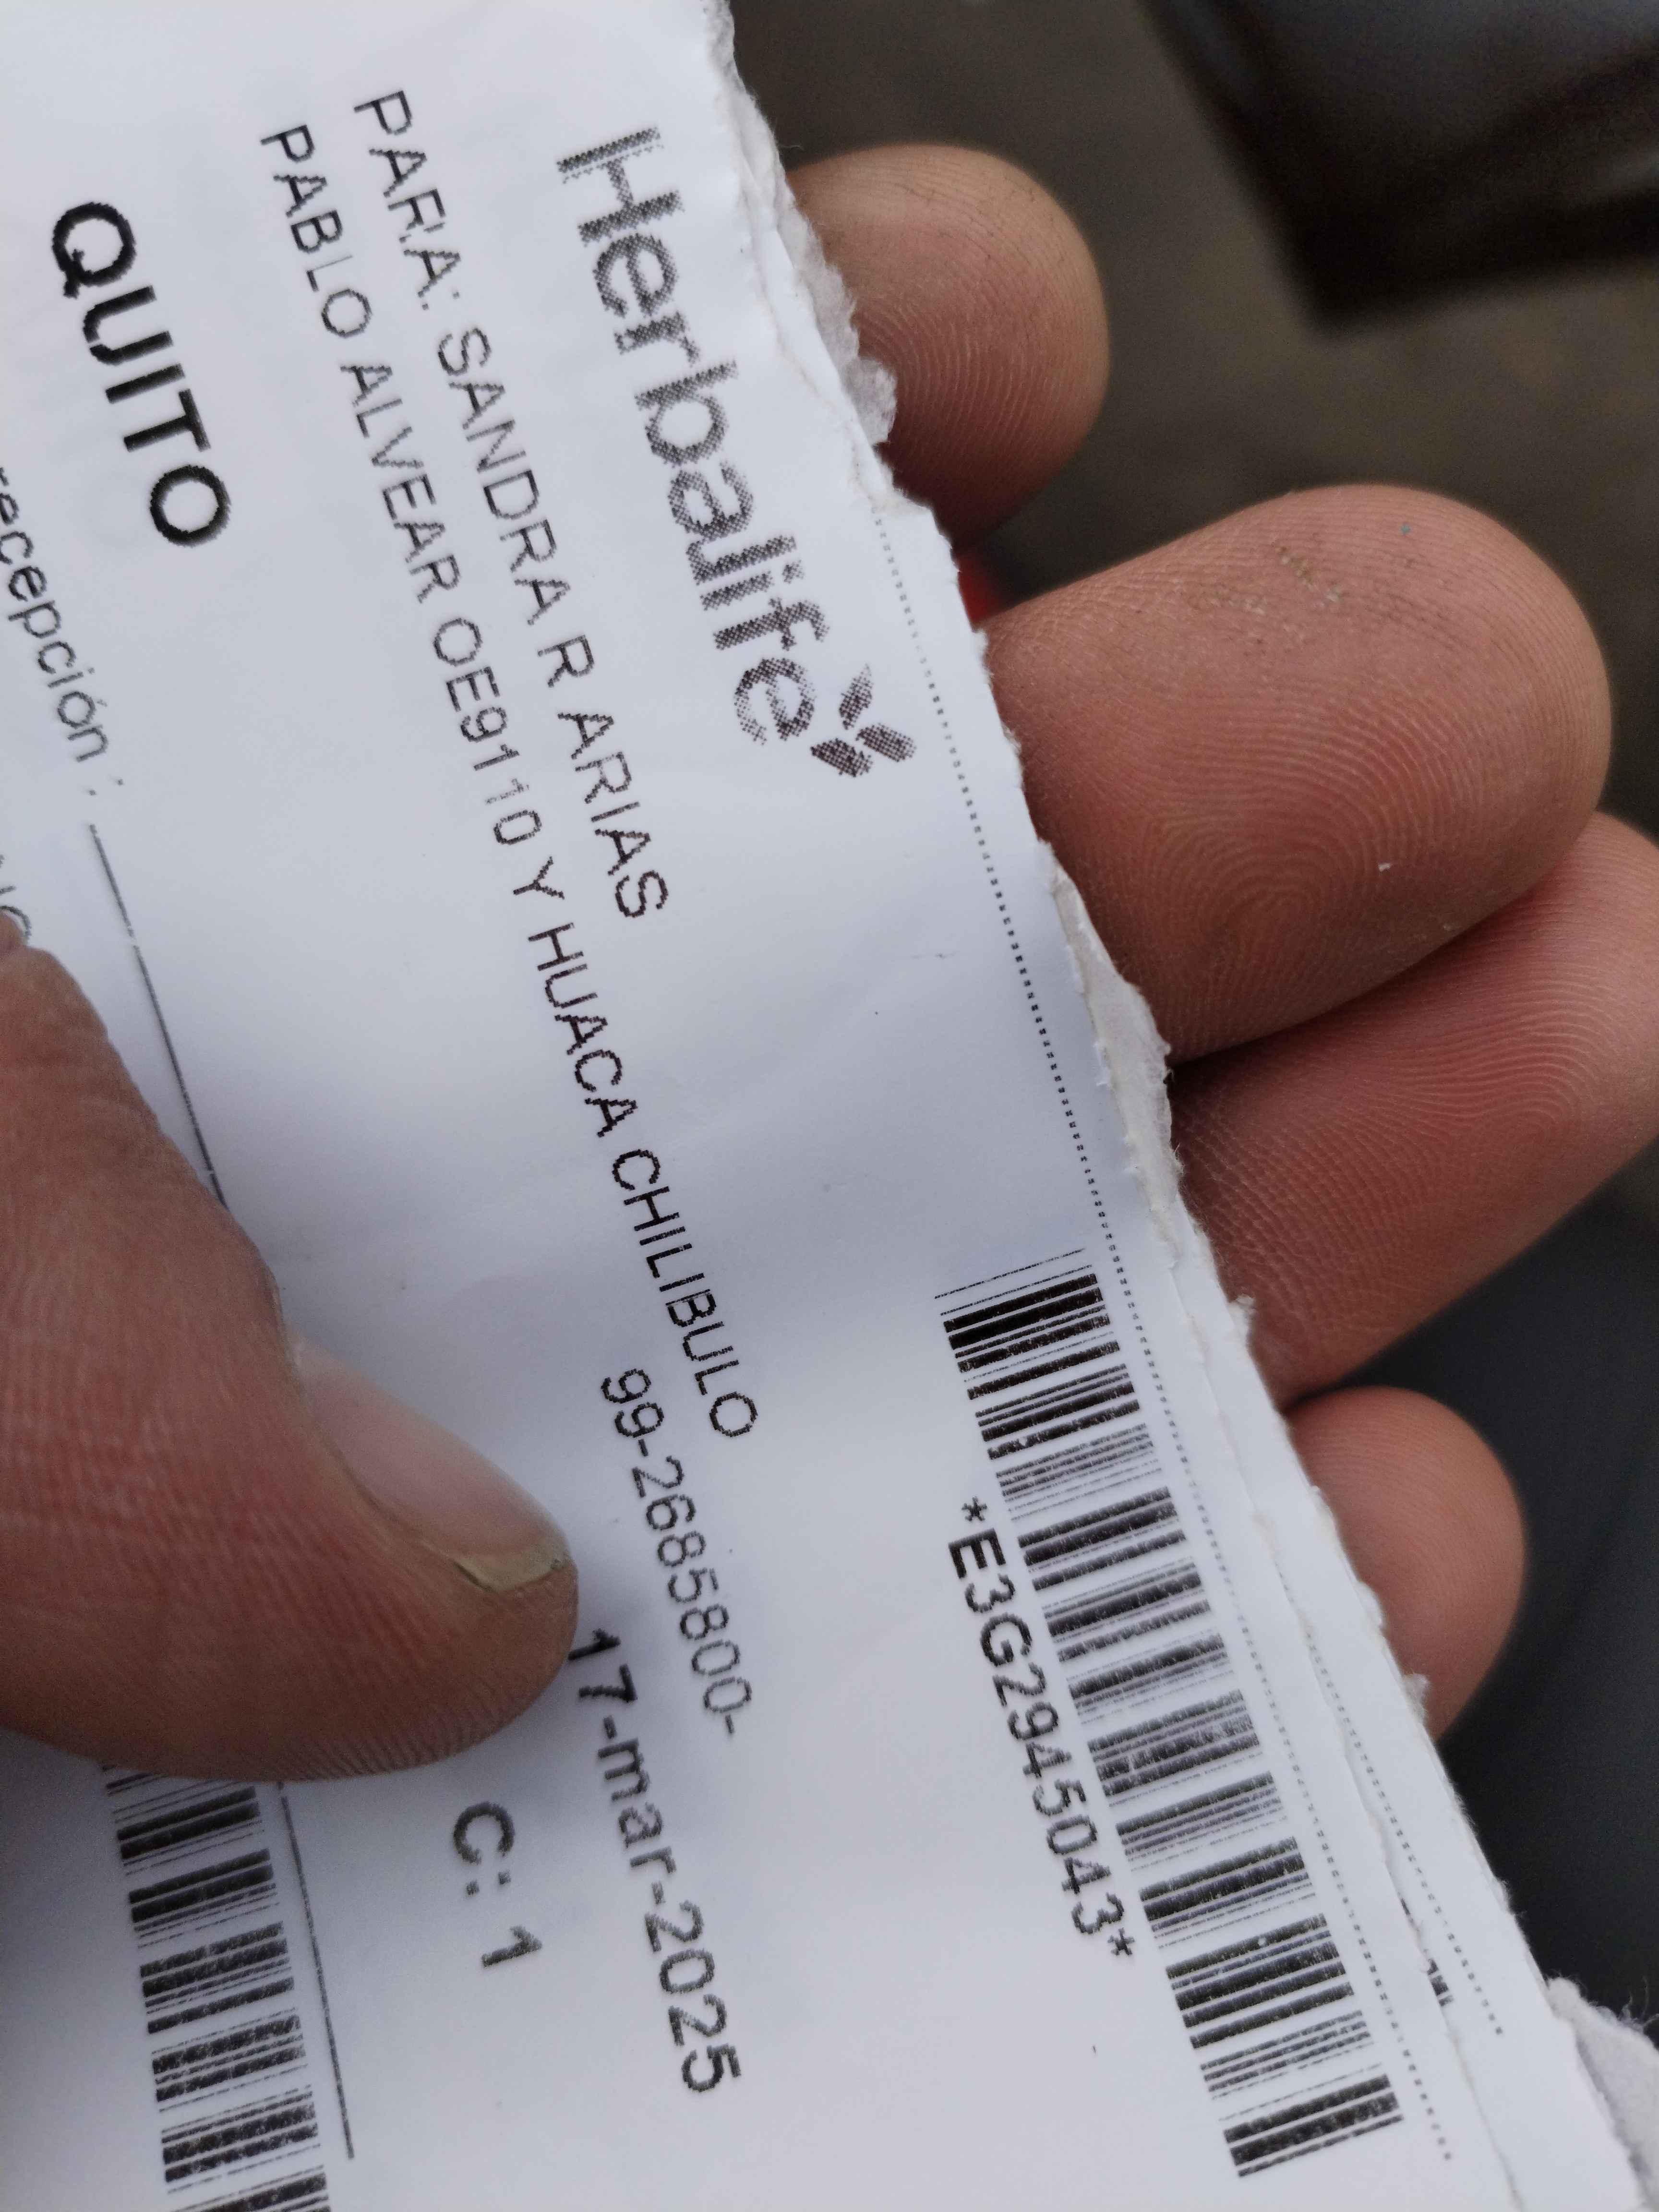 Herbalife
*E3G2945043*
PARA: SANDRA R ARIAS
PABLO ALVEAR OE9110 Y HUACA CHILIBULO
99-2685800-
17-mar-2025
QUITO
C: 1
recepción :